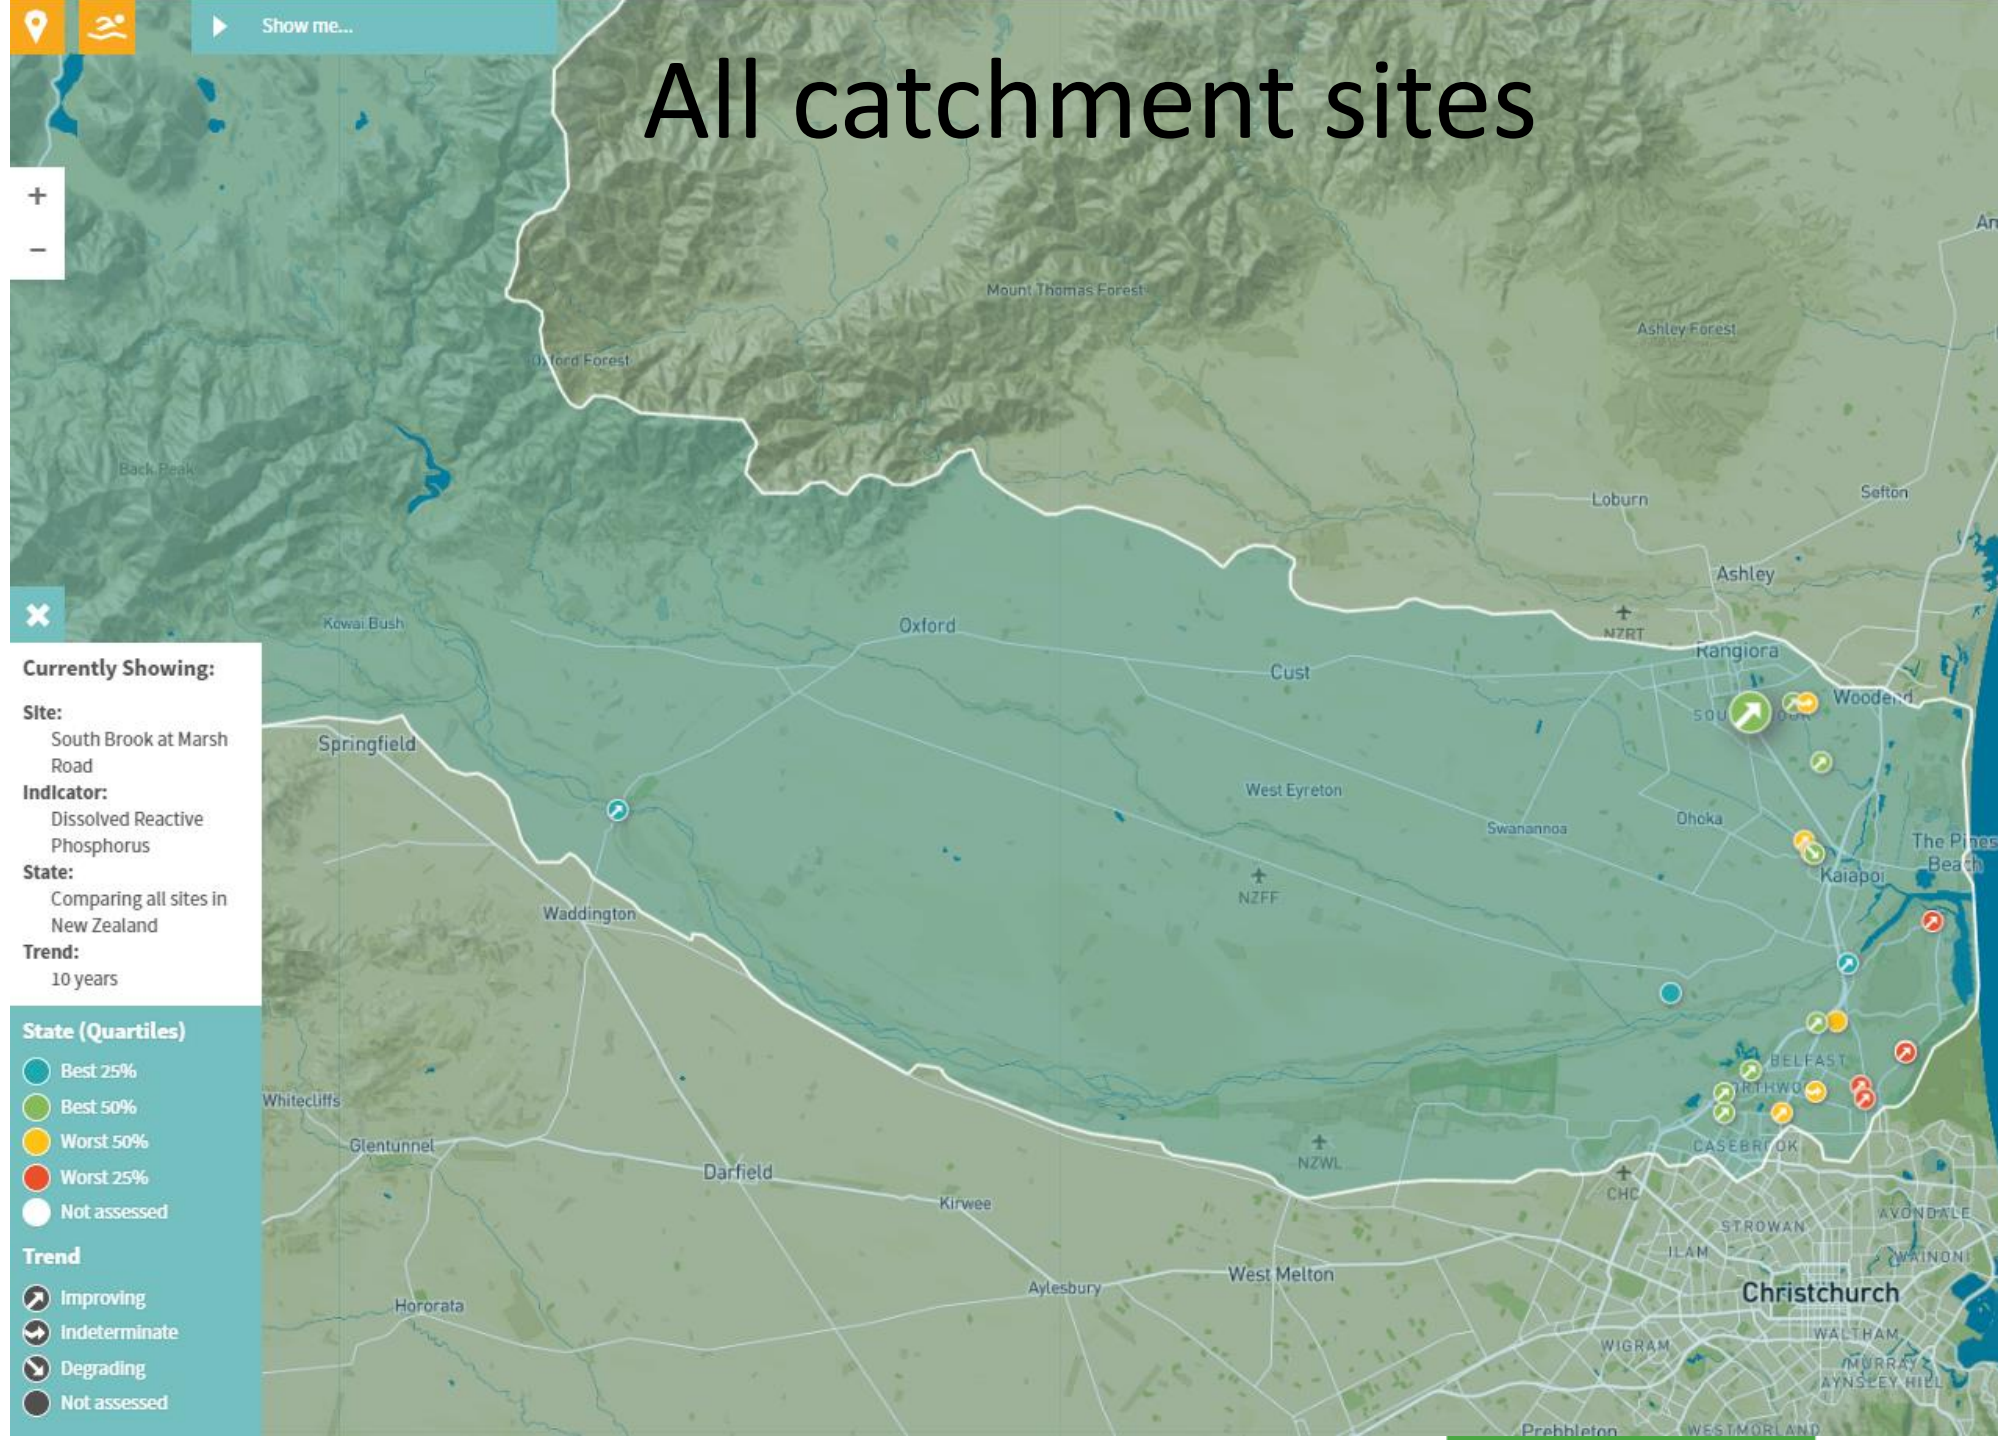 Show me...
All catchment sites
+
−
Mount Thomas Forest
Ashley Forest
Oxford Forest
Back Peak
Loburn
Sefton
Ashley
Kowai Bush
Oxford
NZRT
Rangiora
Cust
Woodend
Springfield
West Eyreton
Swanannoa
Ohoka
The Pines
Beach
Kaiapoi
NZFF
Waddington
BELFAST
Whitecliffs
Glentunnel
CASEBROOK
NZWL
Darfield
CHC
Kirwee
STROWAN
AVONDALE
ILAM
WAINONI
West Melton
Aylesbury
Christchurch
Hororata
WALTHAM
WIGRAM
MURRAY
AYNSLEY HILL
Prebbleton
WESTMORLAND
Currently Showing:
Site:
South Brook at Marsh
Road
Indicator:
Dissolved Reactive
Phosphorus
State:
Comparing all sites in
New Zealand
Trend:
10 years
State (Quartiles)
Best 25%
Best 50%
Worst 50%
Worst 25%
Not assessed
Trend
Improving
Indeterminate
Degrading
Not assessed